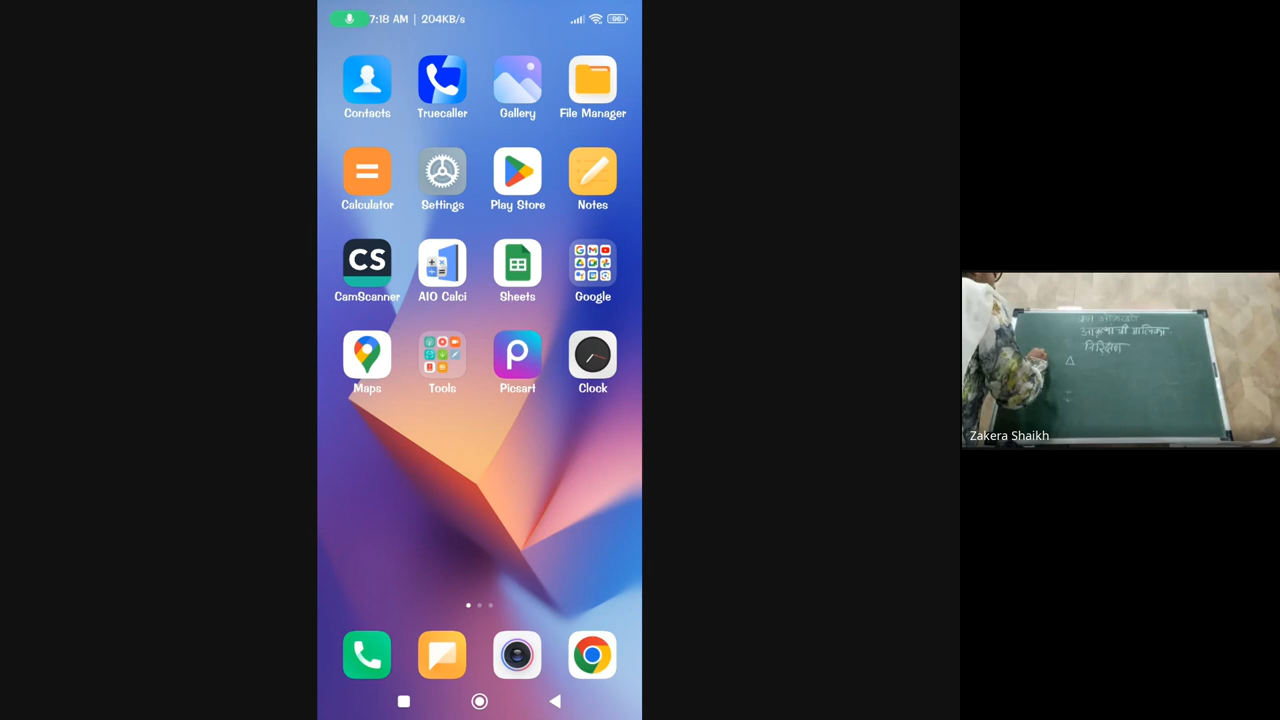 7:18 AM | 204KB/s
Contacts
Truecaller
Gallery
File Manager
Calculator
Settings
Play Store
Notes
CS
CamScanner
AIO Calci
Sheets
Google
Maps
Tools
Picsart
Clock
Zakera Shaikh